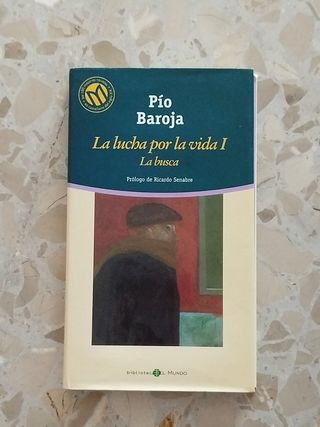 Pío
Baroja
La lucha por la vida I
La busca
Prólogo de Ricardo Senabre
biblioteca EL MUNDO